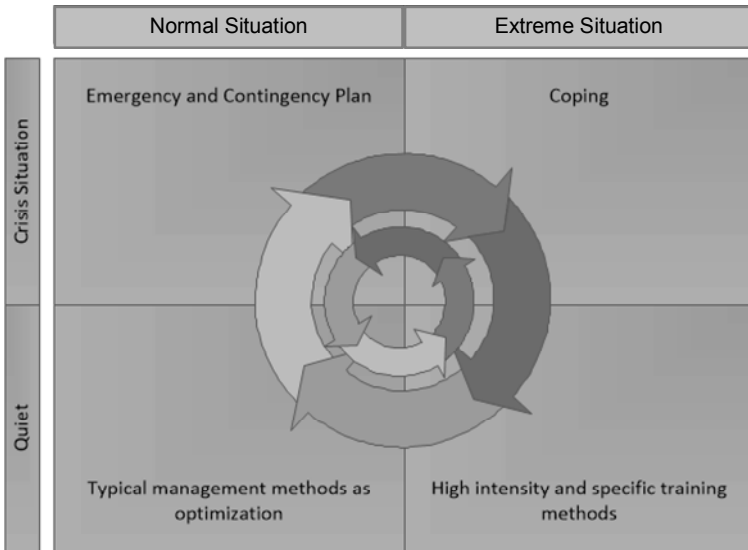 Normal Situation
Extreme Situation
Crisis Situation
Emergency and Contingency Plan
Coping
Quiet
Typical management methods as
optimization
High intensity and specific training
methods